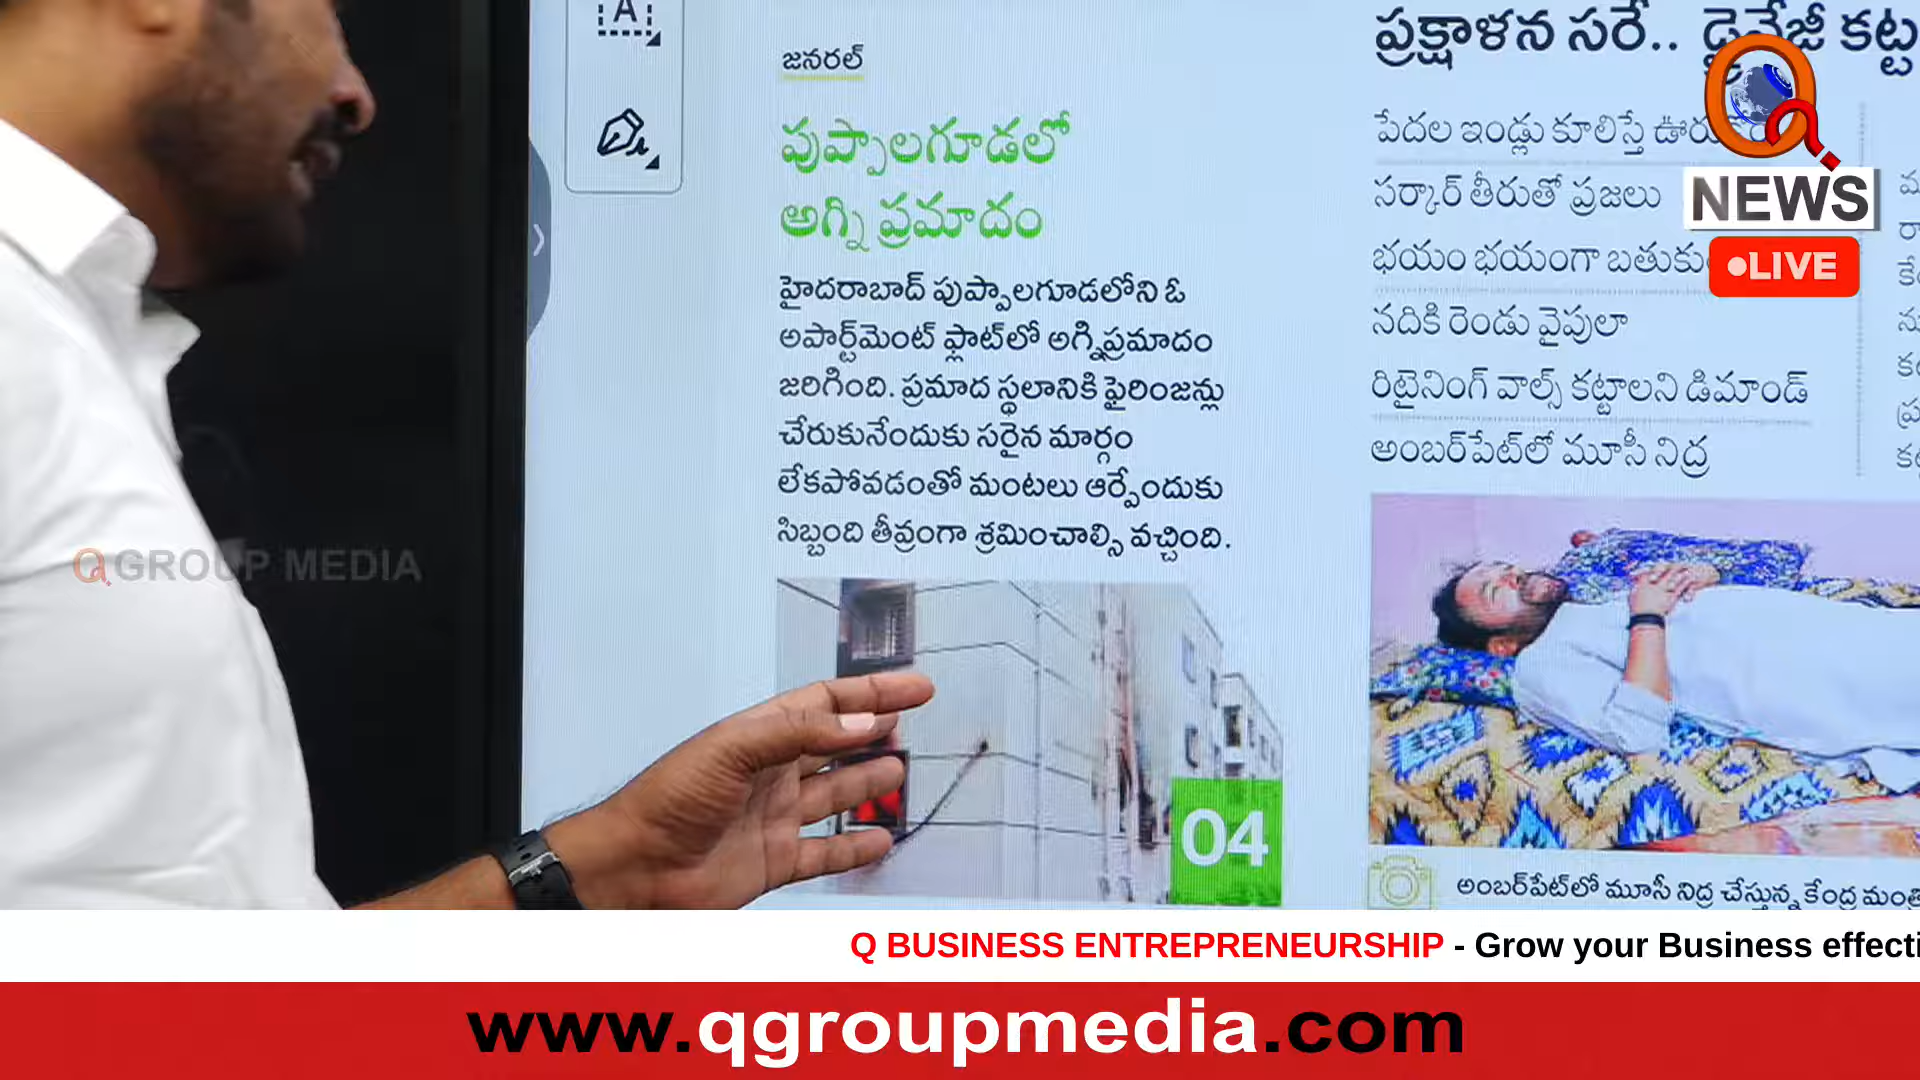 A
జనరల్
పుప్పాలగూడలో
అగ్ని ప్రమాదం
హైదరాబాద్ పుప్పాలగూడలోని ఓ
అపార్ట్‌మెంట్ ఫ్లాట్‌లో అగ్నిప్రమాదం
జరిగింది. ప్రమాద స్థలానికి ఫైరింజన్లు
చేరుకునేందుకు సరైన మార్గం
లేకపోవడంతో మంటలు ఆర్పేందుకు
సిబ్బంది తీవ్రంగా శ్రమించాల్సి వచ్చింది.
04
ప్రక్షాళన సరే.. డ్రైనేజీ కట్ట
పేదల ఇండ్లు కూలిస్తే
సర్కార్ తీరుతో ప్రజలు
భయం భయంగా
నదికి రెండు వైపులా
రిటైనింగ్ వాల్స్ కట్టాలని డిమాండ్
అంబర్‌పేట్‌లో మూసీ నిద్ర
అంబర్‌పేట్‌లో మూసీ నిద్ర చేస్తున్న కేంద్ర
NEWS
LIVE
Q GROUP MEDIA
Q BUSINESS ENTREPRENEURSHIP - Grow your Business effecti
www.qgroupmedia.com